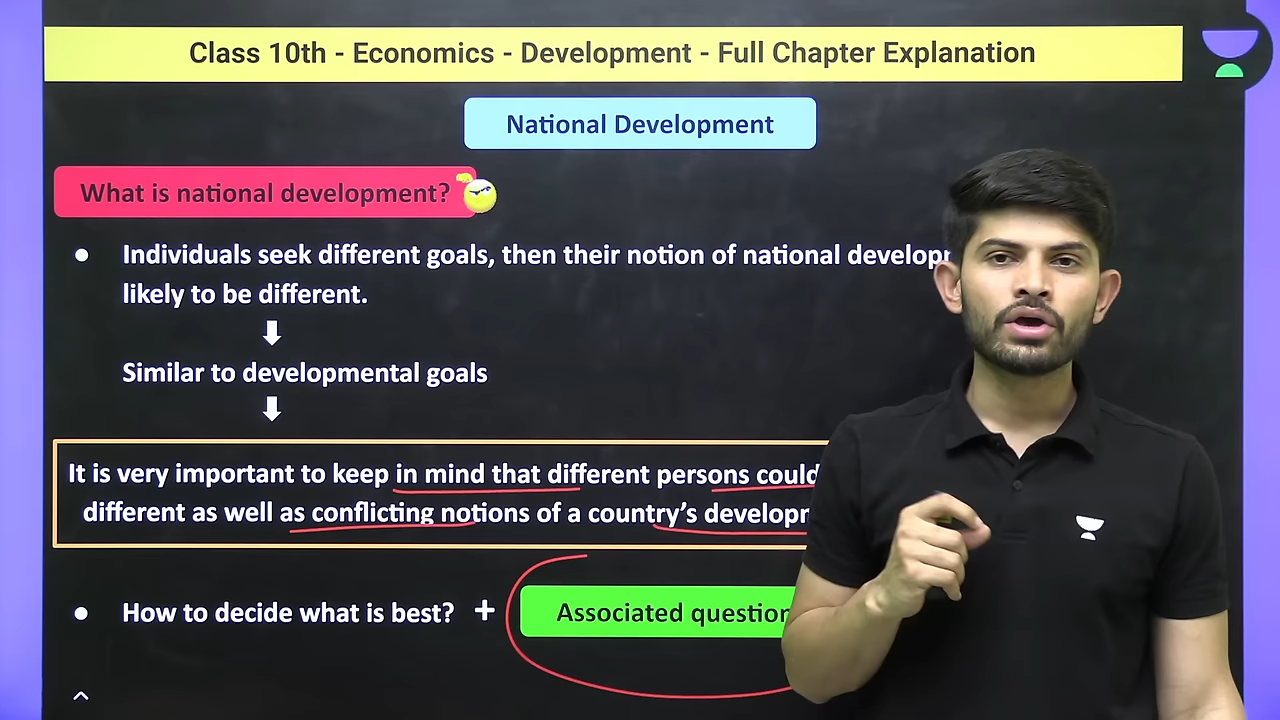 Class 10th - Economics - Development - Full Chapter Explanation
National Development
What is national development?
Individuals seek different goals, then their notion of national
likely to be different.
Similar to developmental goals
It is very important to keep in mind that different persons could
different as well as conflicting notions of a country's
How to decide what is best? +
Associated